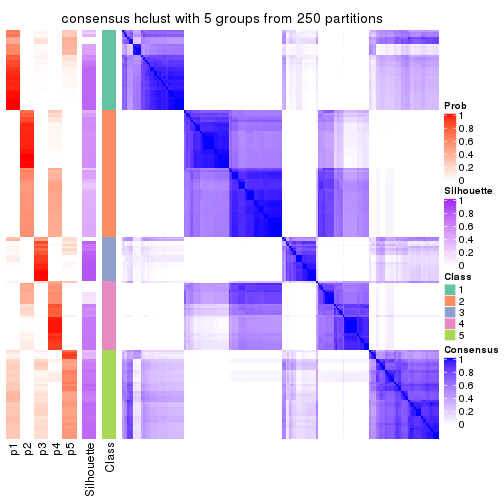 consensus hclust with 5 groups from 250 partitions
Prob
1
0.8
0.6
0.4
0.2
0
Silhouette
1
0.8
0.6
0.4
0.2
0
Class
1
2
3
4
5
Consensus
1
0.8
0.6
0.4
0.2
0
p1
p2
p3
p4
p5
Silhouette
Class